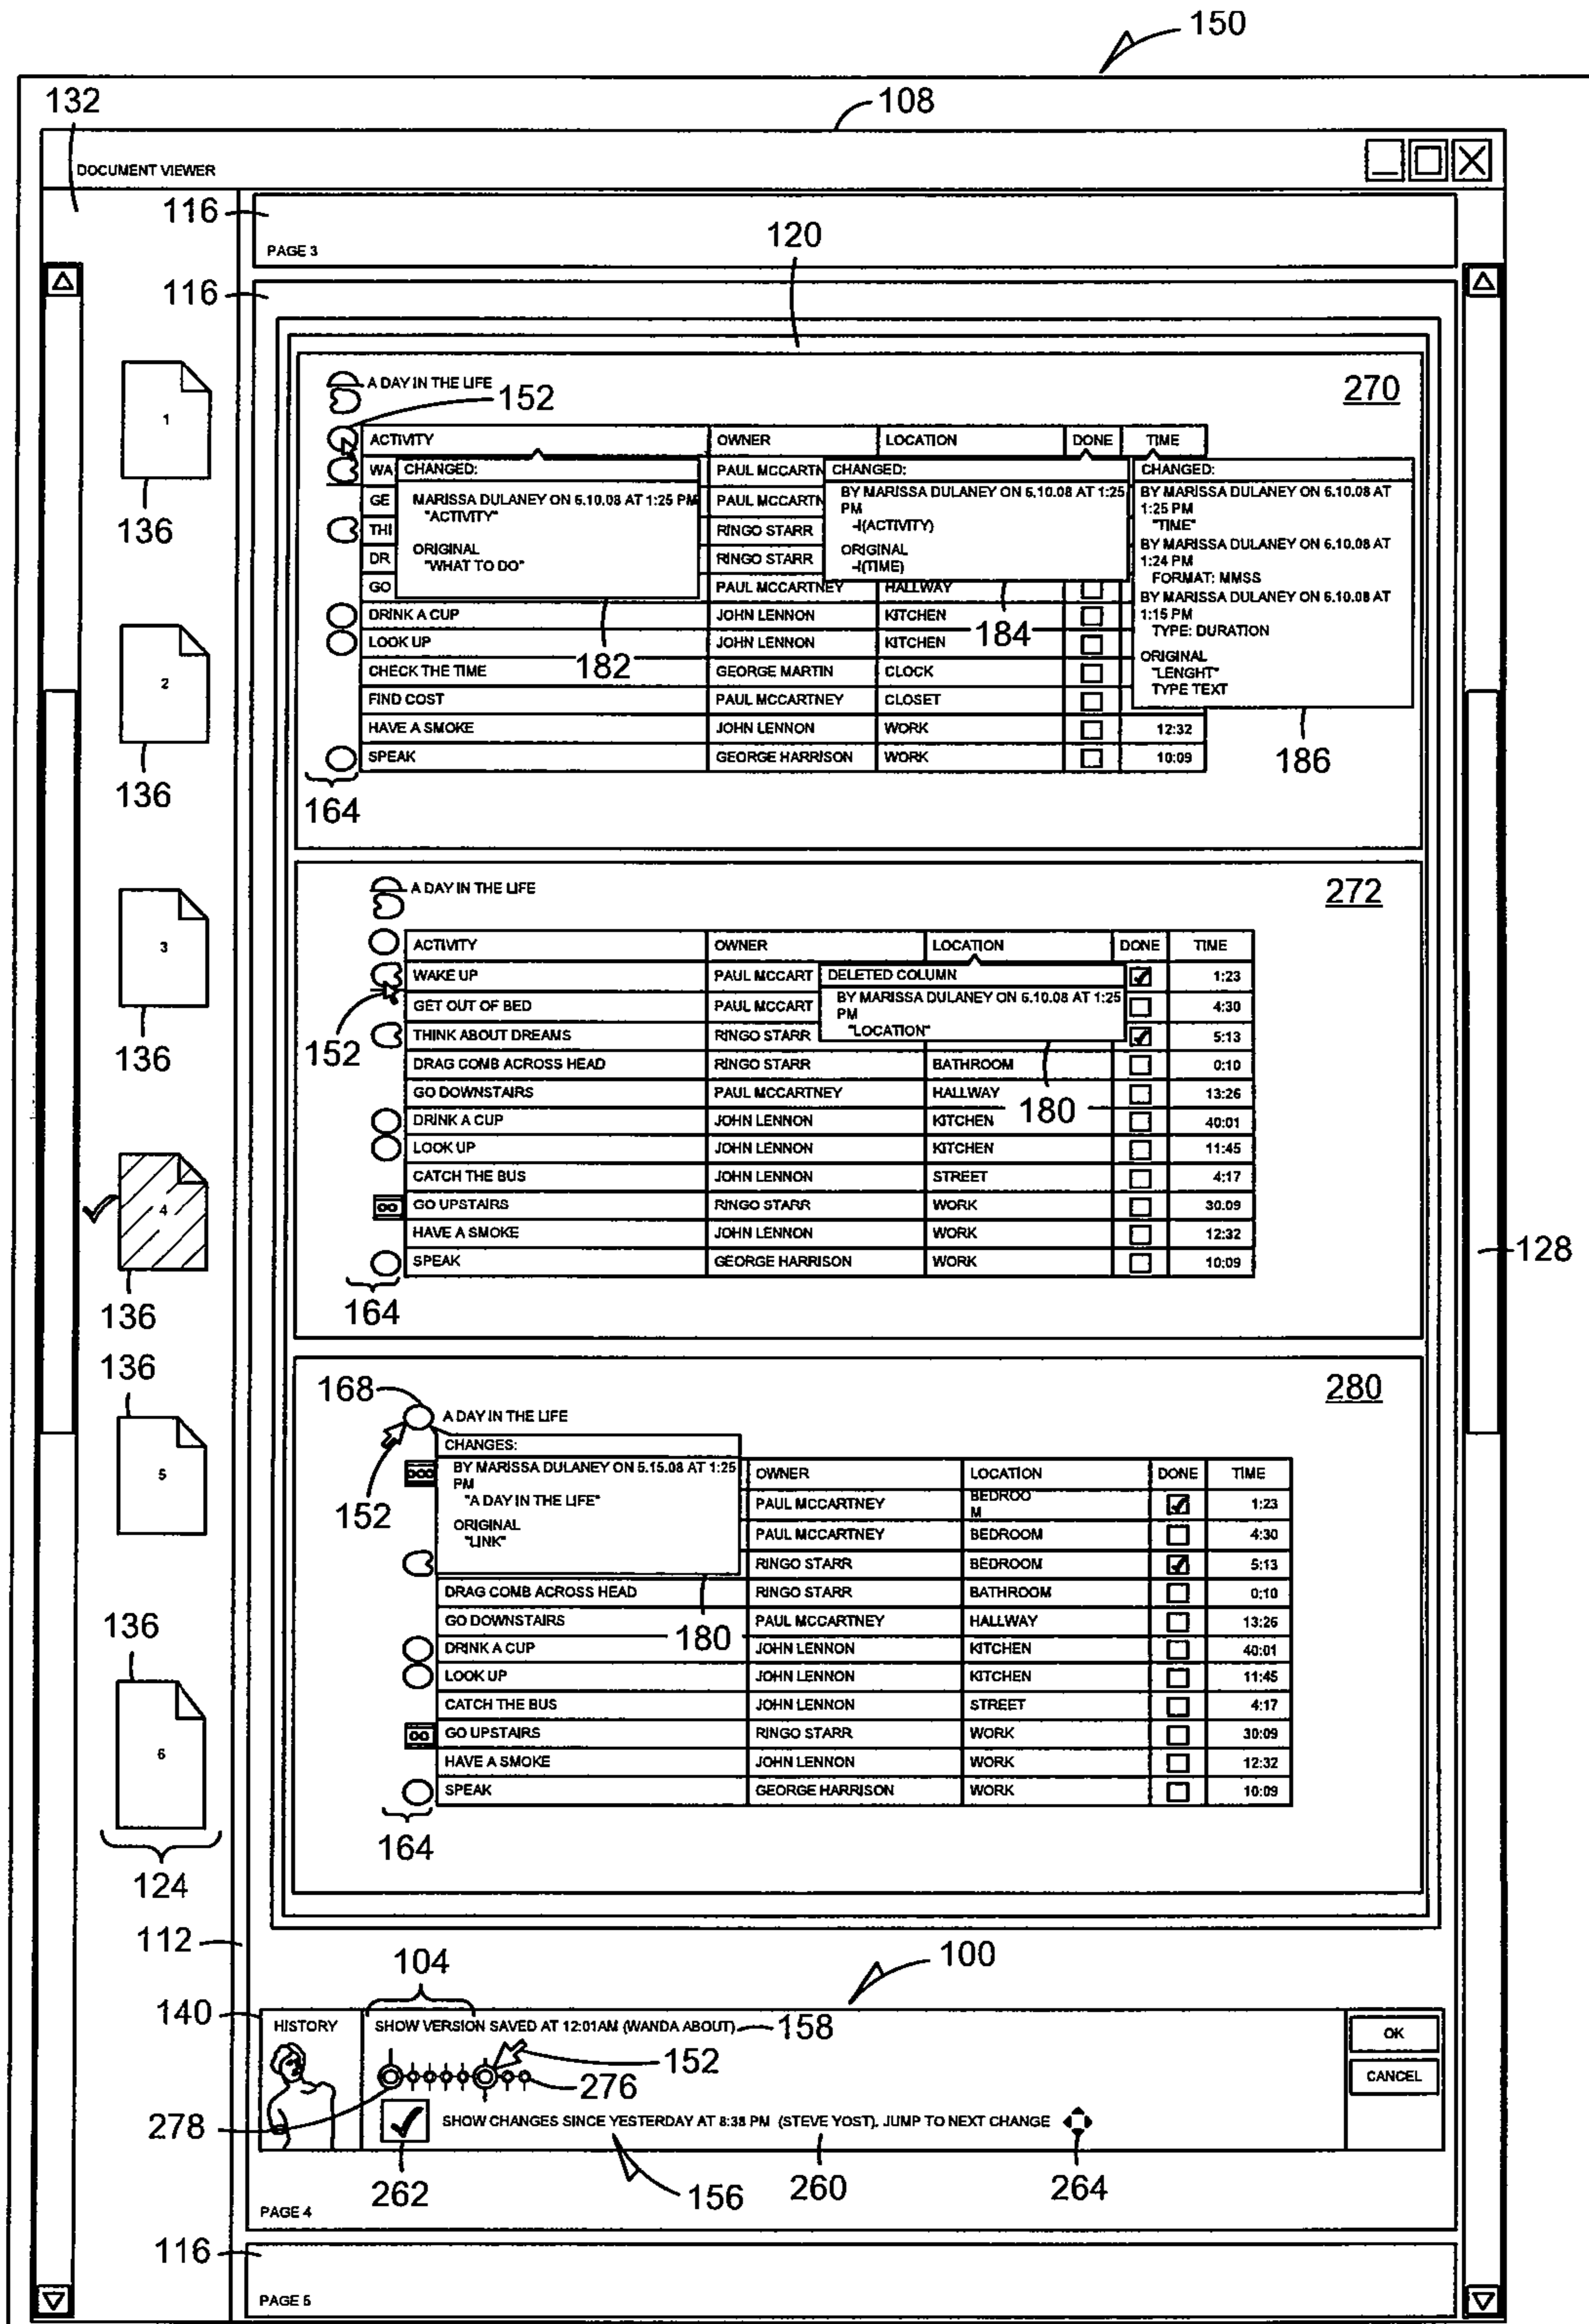 150
132
108
DOCUMENT VIEWER
116
PAGE 3
120
116
1
136
2
136
3
136
4
136
136
5
136
6
124
270
A DAY IN THE LIFE
152
ACTIVITY OWNER LOCATION DONE TIME
WA CHANGED: PAUL MCCARTN CHANGED: CHANGED:
MARISSA DULANEY ON 6.10.08 AT 1:25 PM
"ACTIVITY"
ORIGINAL
"WHAT TO DO"
182
BY MARISSA DULANEY ON 6.10.08 AT 1:25
PM
-I(ACTIVITY)
ORIGINAL
-I(TIME)
184
BY MARISSA DULANEY ON 6.10.08 AT
1:25 PM
"TIME"
BY MARISSA DULANEY ON 6.10.08 AT
1:24 PM
FORMAT: MMSS
BY MARISSA DULANEY ON 6.10.08 AT
1:15 PM
TYPE: DURATION
ORIGINAL
"LENGHT"
TYPE TEXT
186
GE PAUL MCCARTN
THI RINGO STARR
DR RINGO STARR
GO PAUL MCCARTNEY HALLWAY
DRINK A CUP JOHN LENNON KITCHEN
LOOK UP JOHN LENNON KITCHEN
CHECK THE TIME GEORGE MARTIN CLOCK
FIND COST PAUL MCCARTNEY CLOSET
HAVE A SMOKE JOHN LENNON WORK 12:32
SPEAK GEORGE HARRISON WORK 10:09
164
272
A DAY IN THE LIFE
ACTIVITY OWNER LOCATION DONE TIME
WAKE UP PAUL MCCART DELETED COLUMN 1:23
GET OUT OF BED PAUL MCCART BY MARISSA DULANEY ON 6.10.08 AT 1:25 4:30
PM
"LOCATION"
152
THINK ABOUT DREAMS RINGO STARR 5:13
DRAG COMB ACROSS HEAD RINGO STARR BATHROOM 0:10
GO DOWNSTAIRS PAUL MCCARTNEY HALLWAY 13:26
180
DRINK A CUP JOHN LENNON KITCHEN 40:01
LOOK UP JOHN LENNON KITCHEN 11:45
CATCH THE BUS JOHN LENNON STREET 4:17
GO UPSTAIRS RINGO STARR WORK 30:09
HAVE A SMOKE JOHN LENNON WORK 12:32
SPEAK GEORGE HARRISON WORK 10:09
128
164
280
168
A DAY IN THE LIFE
CHANGES:
BY MARISSA DULANEY ON 5.15.08 AT 1:25
PM
"A DAY IN THE LIFE"
ORIGINAL
"LINK"
152
180
OWNER LOCATION DONE TIME
PAUL MCCARTNEY BEDROO
M 1:23
PAUL MCCARTNEY BEDROOM 4:30
RINGO STARR BEDROOM 5:13
DRAG COMB ACROSS HEAD RINGO STARR BATHROOM 0:10
GO DOWNSTAIRS PAUL MCCARTNEY HALLWAY 13:26
DRINK A CUP JOHN LENNON KITCHEN 40:01
LOOK UP JOHN LENNON KITCHEN 11:45
CATCH THE BUS JOHN LENNON STREET 4:17
GO UPSTAIRS RINGO STARR WORK 30:09
HAVE A SMOKE JOHN LENNON WORK 12:32
SPEAK GEORGE HARRISON WORK 10:09
164
112
104
100
140
HISTORY
SHOW VERSION SAVED AT 12:01AM (WANDA ABOUT)
158
OK
152
276
CANCEL
278
SHOW CHANGES SINCE YESTERDAY AT 8:38 PM (STEVE YOST), JUMP TO NEXT CHANGE
262
156
260
264
PAGE 4
116
PAGE 5